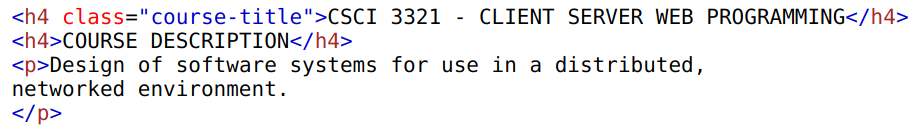 <h4 class="course-title">CSCI 3321 - CLIENT SERVER WEB PROGRAMMING</h4>
<h4>COURSE DESCRIPTION</h4>
<p>Design of software systems for use in a distributed,
networked environment.
</p>